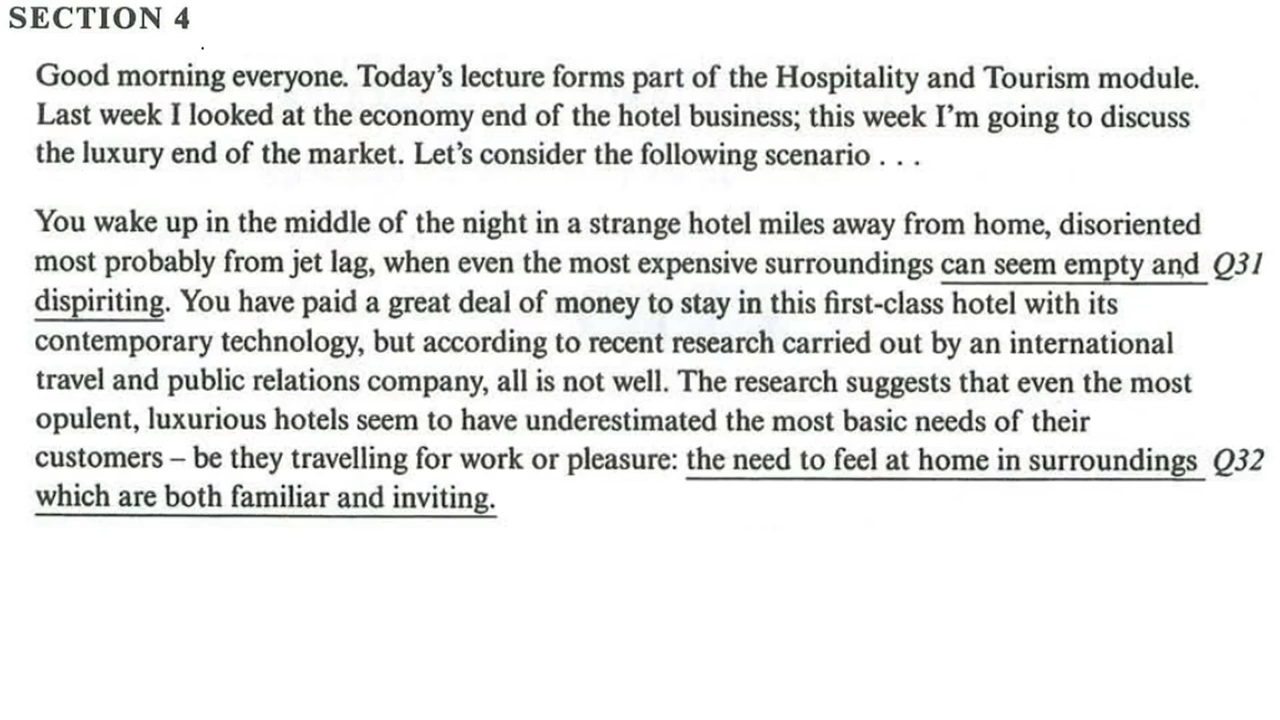 SECTION 4
Good morning everyone. Today's lecture forms part of the Hospitality and Tourism module.
Last week I looked at the economy end of the hotel business; this week I'm going to discuss
the luxury end of the market. Let's consider the following scenario . . .
You wake up in the middle of the night in a strange hotel miles away from home, disoriented
most probably from jet lag, when even the most expensive surroundings can seem empty and Q31
dispiriting. You have paid a great deal of money to stay in this first-class hotel with its
contemporary technology, but according to recent research carried out by an international
travel and public relations company, all is not well. The research suggests that even the most
opulent, luxurious hotels seem to have underestimated the most basic needs of their
customers – be they travelling for work or pleasure: the need to feel at home in surroundings Q32
which are both familiar and inviting.